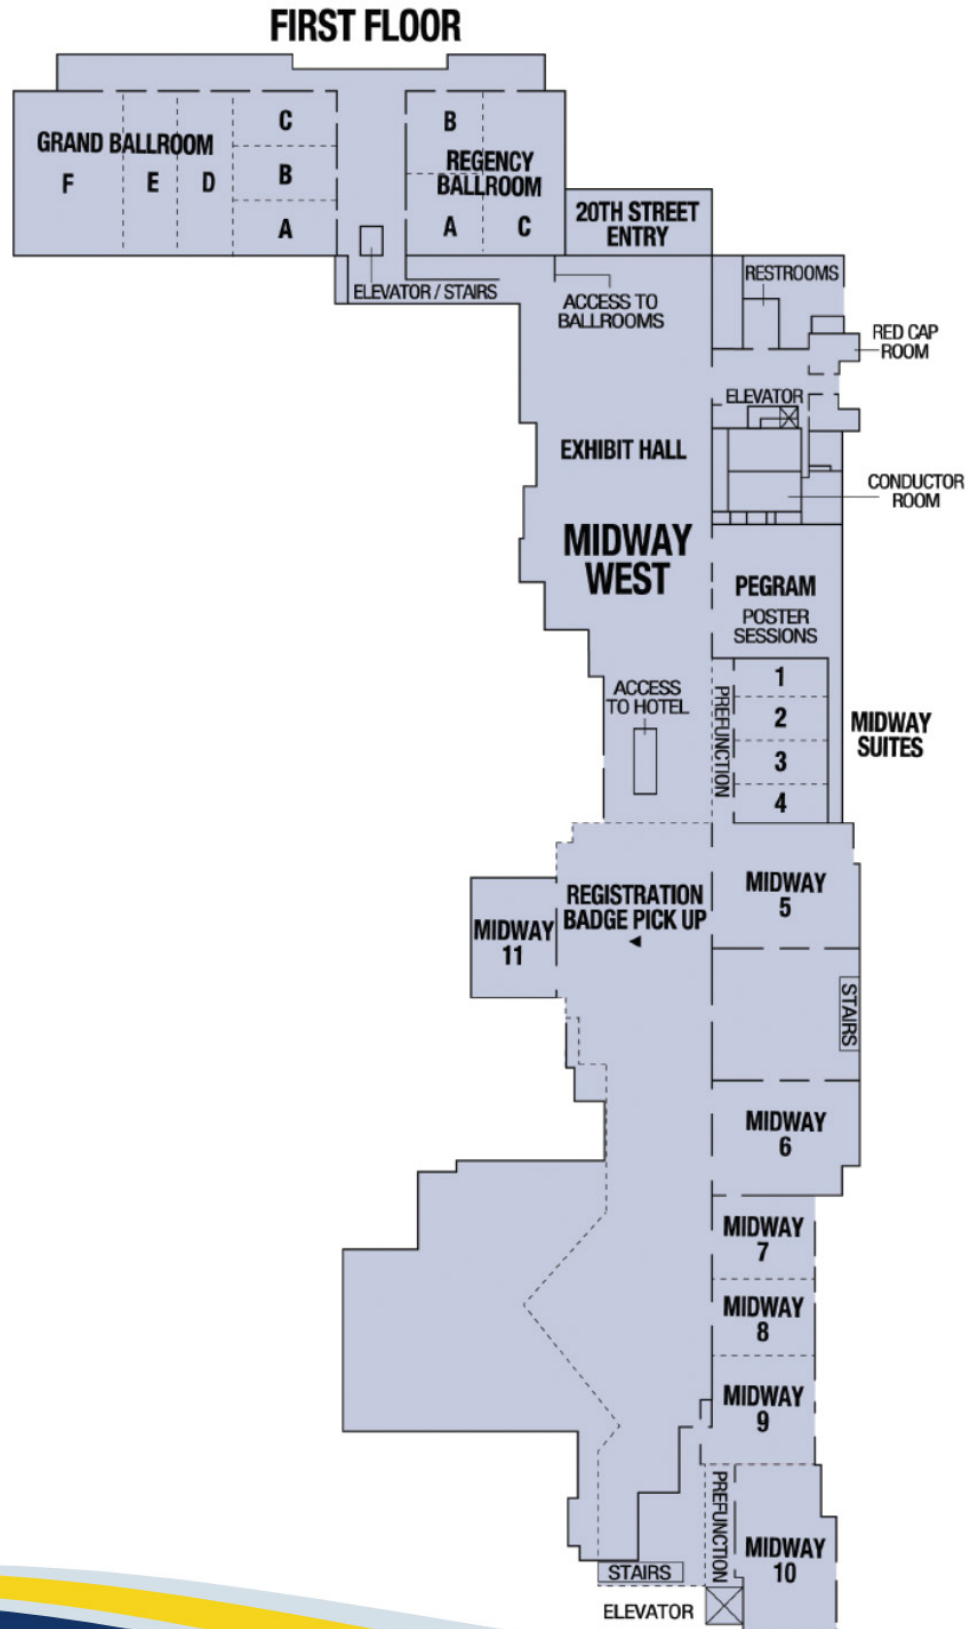 FIRST FLOOR
GRAND BALLROOM
F
E
D
C
B
A
B
REGENCY
BALLROOM
A
C
20TH STREET
ENTRY
ELEVATOR / STAIRS
ACCESS TO
BALLROOMS
RESTROOMS
RED CAP
ROOM
ELEVATOR
EXHIBIT HALL
CONDUCTOR
ROOM
MIDWAY
WEST
PEGRAM
POSTER
SESSIONS
ACCESS
TO HOTEL
PREFUNCTION
1
2
3
4
MIDWAY
SUITES
MIDWAY
5
REGISTRATION
BADGE PICK UP
MIDWAY
11
STAIRS
MIDWAY
6
MIDWAY
7
MIDWAY
8
MIDWAY
9
PREFUNCTION
MIDWAY
10
STAIRS
ELEVATOR